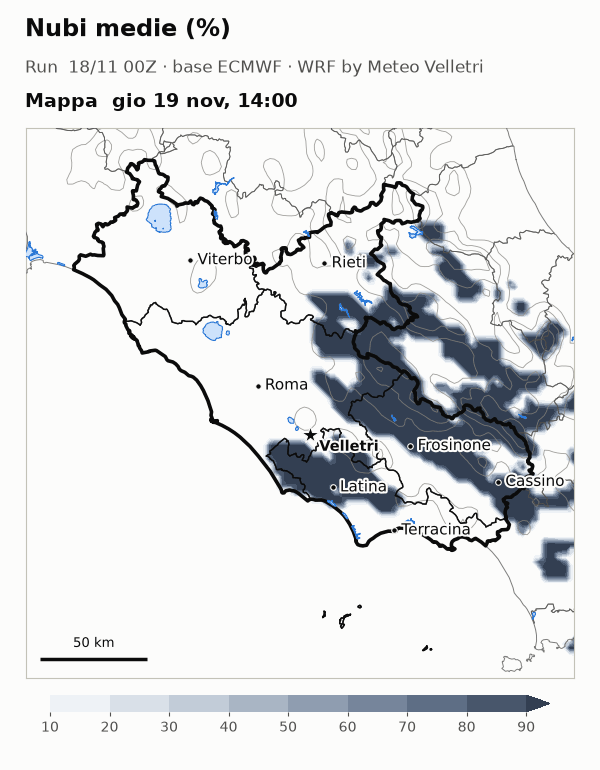 Nubi medie (%)
Run 18/11 00Z · base ECMWF · WRF by Meteo Velletri
Mappa gio 19 nov, 14:00
Viterbo
Rieti
Roma
Velletri
Frosinone
Latina
Cassino
Terracina
50 km
10 20 30 40 50 60 70 80 90